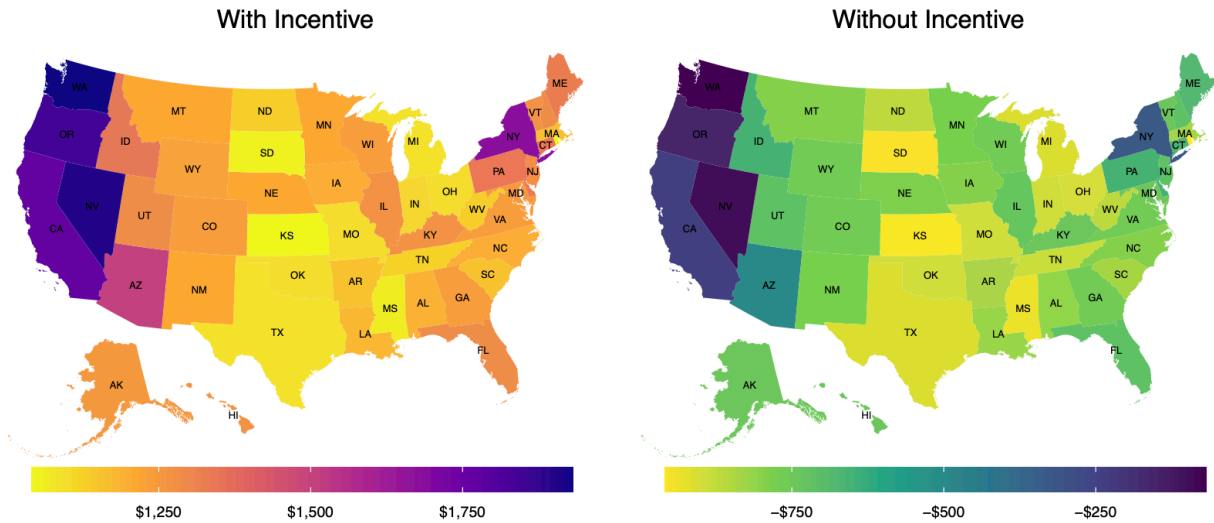 With Incentive
WA
OR
CA
NV
ID
MT
WY
UT
AZ
CO
NM
ND
SD
NE
KS
OK
TX
MN
IA
MO
AR
LA
WI
IL
MI
IN
OH
KY
TN
MS
AL
GA
FL
SC
NC
VA
WV
MD
PA
NJ
NY
CT
MA
VT
ME
AK
HI
$1,250 $1,500 $1,750
Without Incentive
WA
OR
CA
NV
ID
MT
WY
UT
AZ
CO
NM
ND
SD
NE
KS
OK
TX
MN
IA
MO
AR
LA
WI
IL
MI
IN
OH
KY
TN
MS
AL
GA
FL
SC
NC
VA
WV
MD
PA
NJ
NY
CT
MA
VT
ME
AK
HI
−$750 −$500 −$250